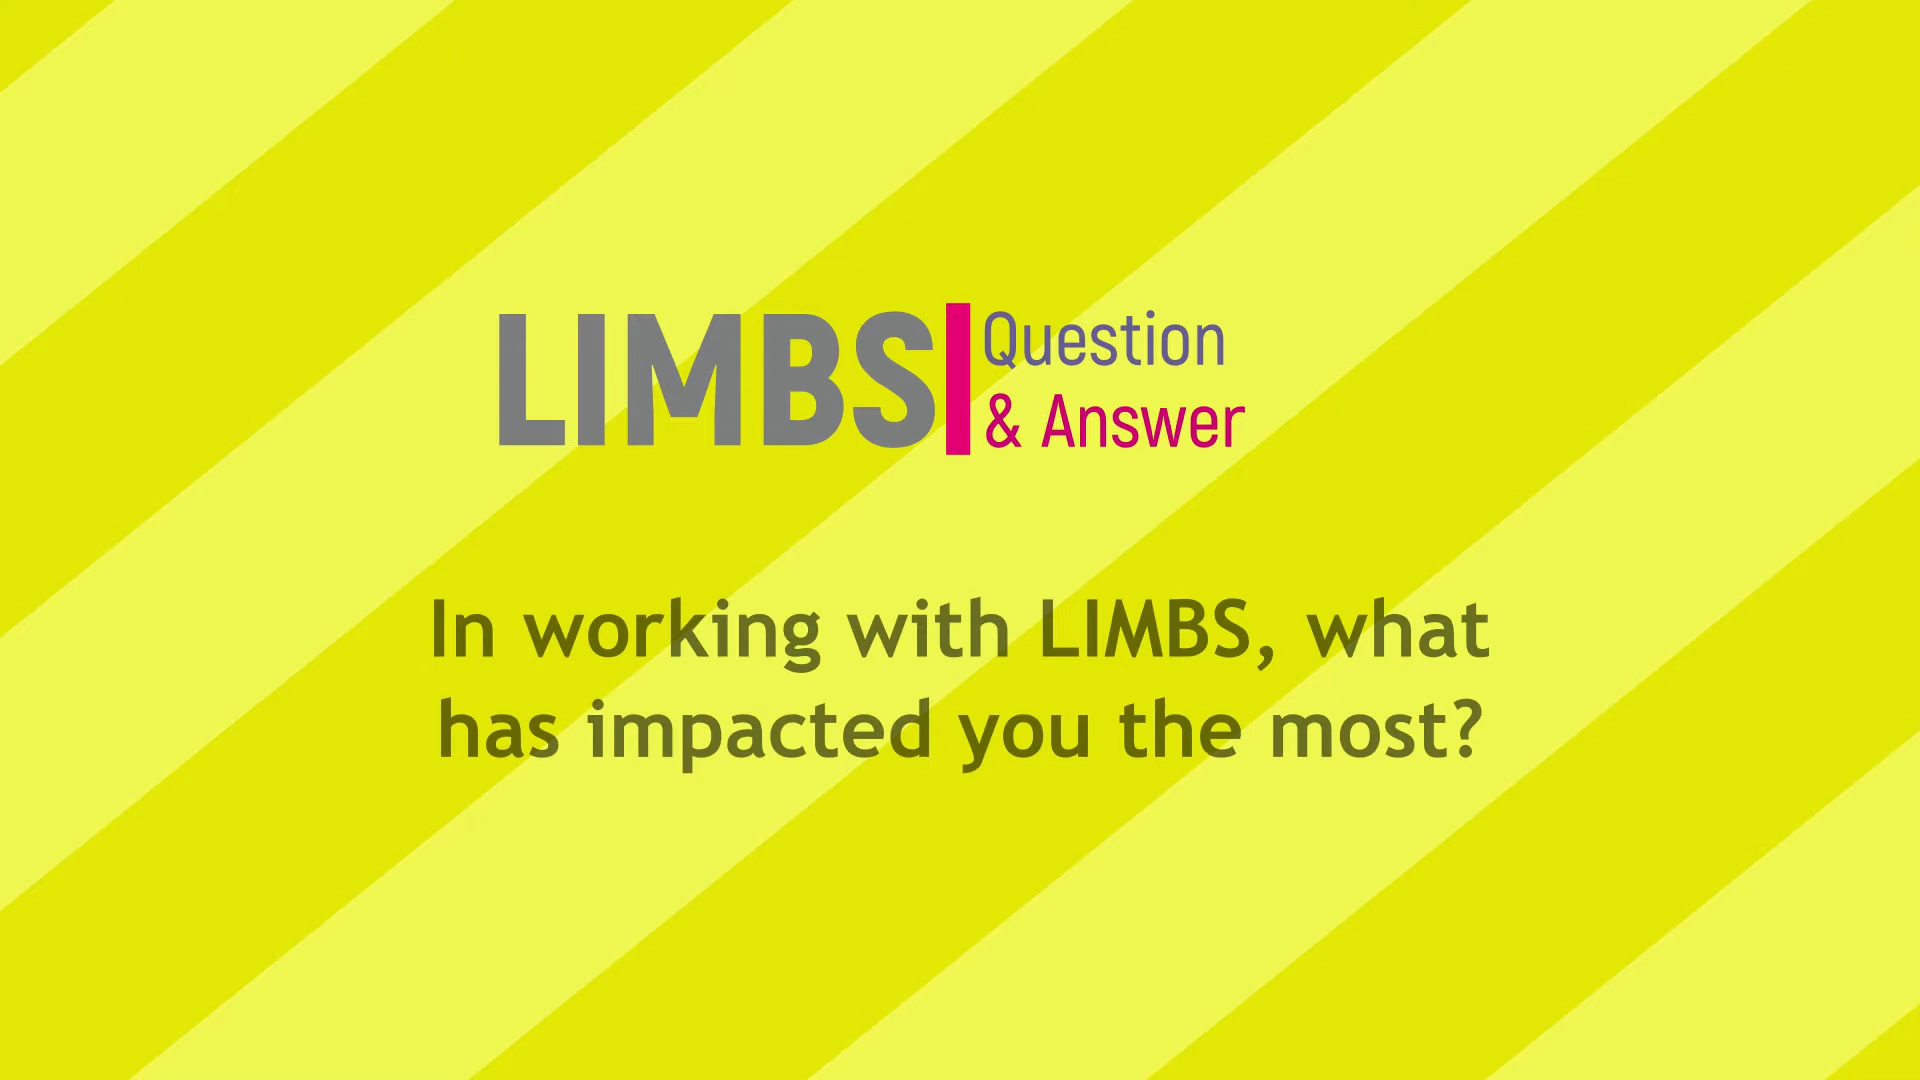 LIMBS
Question
& Answer
In working with LIMBS, what
has impacted you the most?